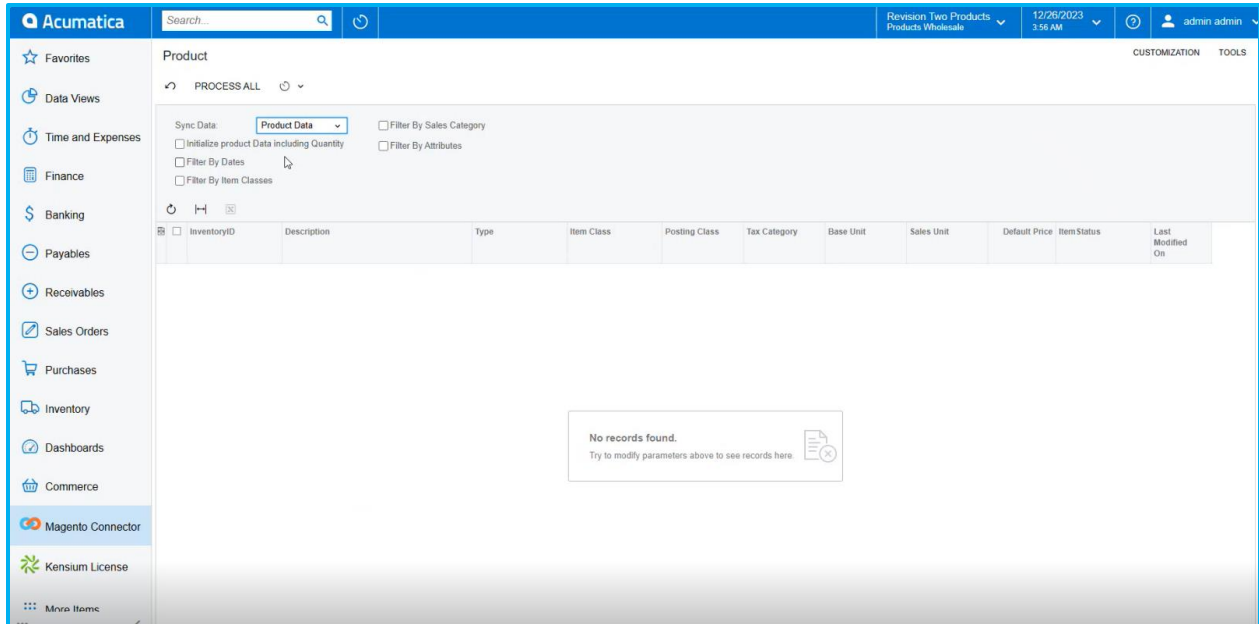 Acumatica
Search...
Revision Two Products
Products Wholesale
12/26/2023
3:56 AM
admin admin
Favorites
Data Views
Time and Expenses
Finance
Banking
Payables
Receivables
Sales Orders
Purchases
Inventory
Dashboards
Commerce
Magento Connector
Kensium License
More Items
Product
CUSTOMIZATION TOOLS
PROCESS ALL
Sync Data: Product Data
Filter By Sales Category
Initialize product Data including Quantity
Filter By Attributes
Filter By Dates
Filter By Item Classes
InventoryID Description Type Item Class Posting Class Tax Category Base Unit Sales Unit Default Price Item Status Last
Modified
On
No records found.
Try to modify parameters above to see records here.